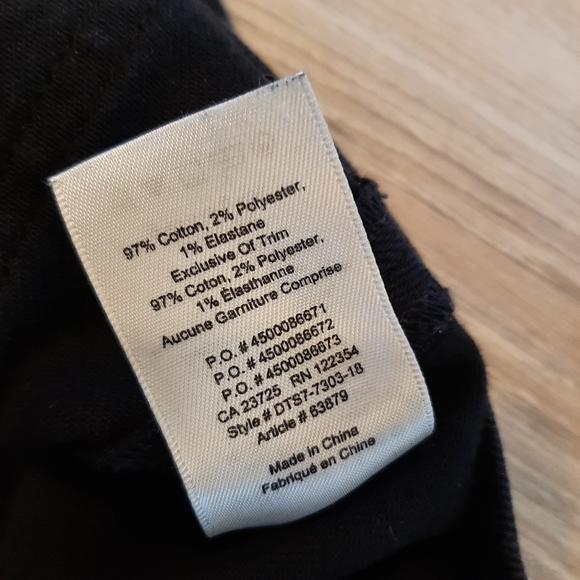 97% Cotton, 2% Polyester,
1% Elastane
Exclusive Of Trim
97% Coton, 2% Polyester,
1% Élasthanne
Aucune Garniture Comprise
P.O. # 4500086671
P.O. # 4500086672
P.O. # 4500086673
CA 23725 RN 122354
Style # DTS7-7303-18
Article # 63879
Made in China
Fabriqué en Chine